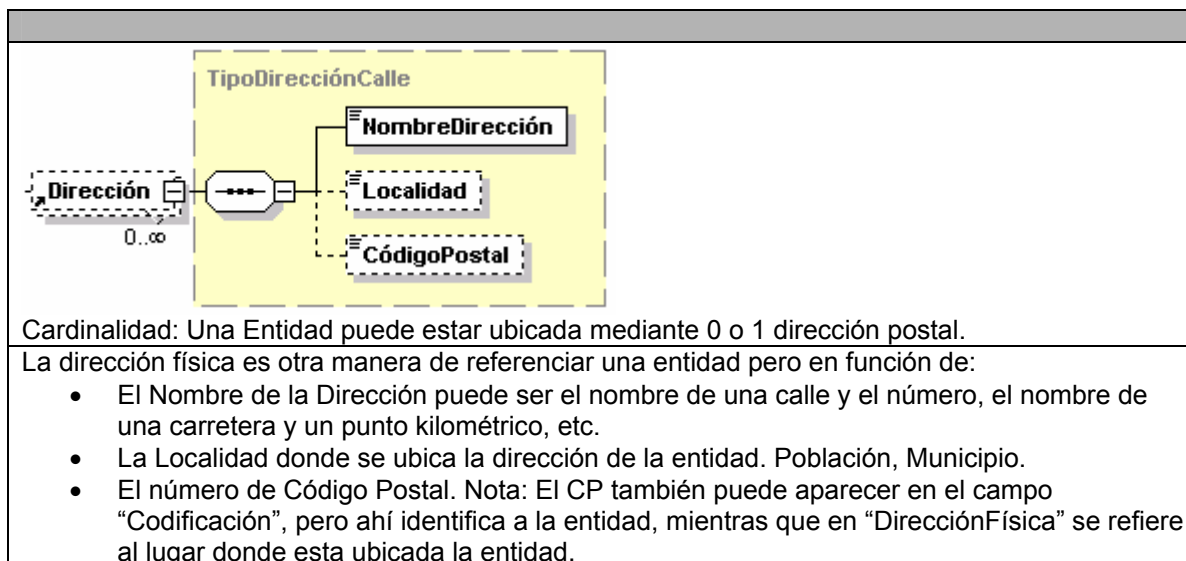 TipoDirecciónCalle
NombreDirección
Dirección
Localidad
0..∞
CódigoPostal
Cardinalidad: Una Entidad puede estar ubicada mediante 0 o 1 dirección postal.
La dirección física es otra manera de referenciar una entidad pero en función de:
• El Nombre de la Dirección puede ser el nombre de una calle y el número, el nombre de
una carretera y un punto kilométrico, etc.
• La Localidad donde se ubica la dirección de la entidad. Población, Municipio.
• El número de Código Postal. Nota: El CP también puede aparecer en el campo
“Codificación”, pero ahí identifica a la entidad, mientras que en “DirecciónFísica” se refiere
al lugar donde esta ubicada la entidad.